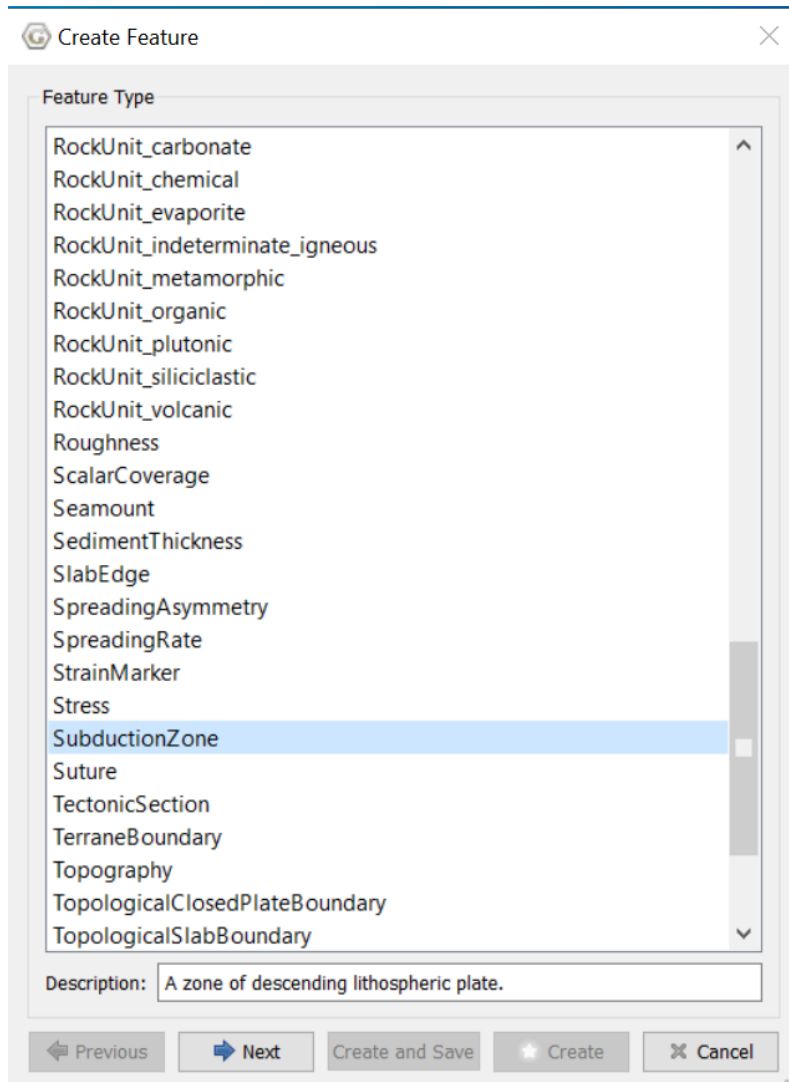 Create Feature
Feature Type
RockUnit_carbonate
RockUnit_chemical
RockUnit_evaporite
RockUnit_indeterminate_igneous
RockUnit_metamorphic
RockUnit_organic
RockUnit_plutonic
RockUnit_siliciclastic
RockUnit_volcanic
Roughness
ScalarCoverage
Seamount
SedimentThickness
SlabEdge
SpreadingAsymmetry
SpreadingRate
StrainMarker
Stress
SubductionZone
Suture
TectonicSection
TerraneBoundary
Topography
TopologicalClosedPlateBoundary
TopologicalSlabBoundary
Description: A zone of descending lithospheric plate.
Previous Next Create and Save Create Cancel